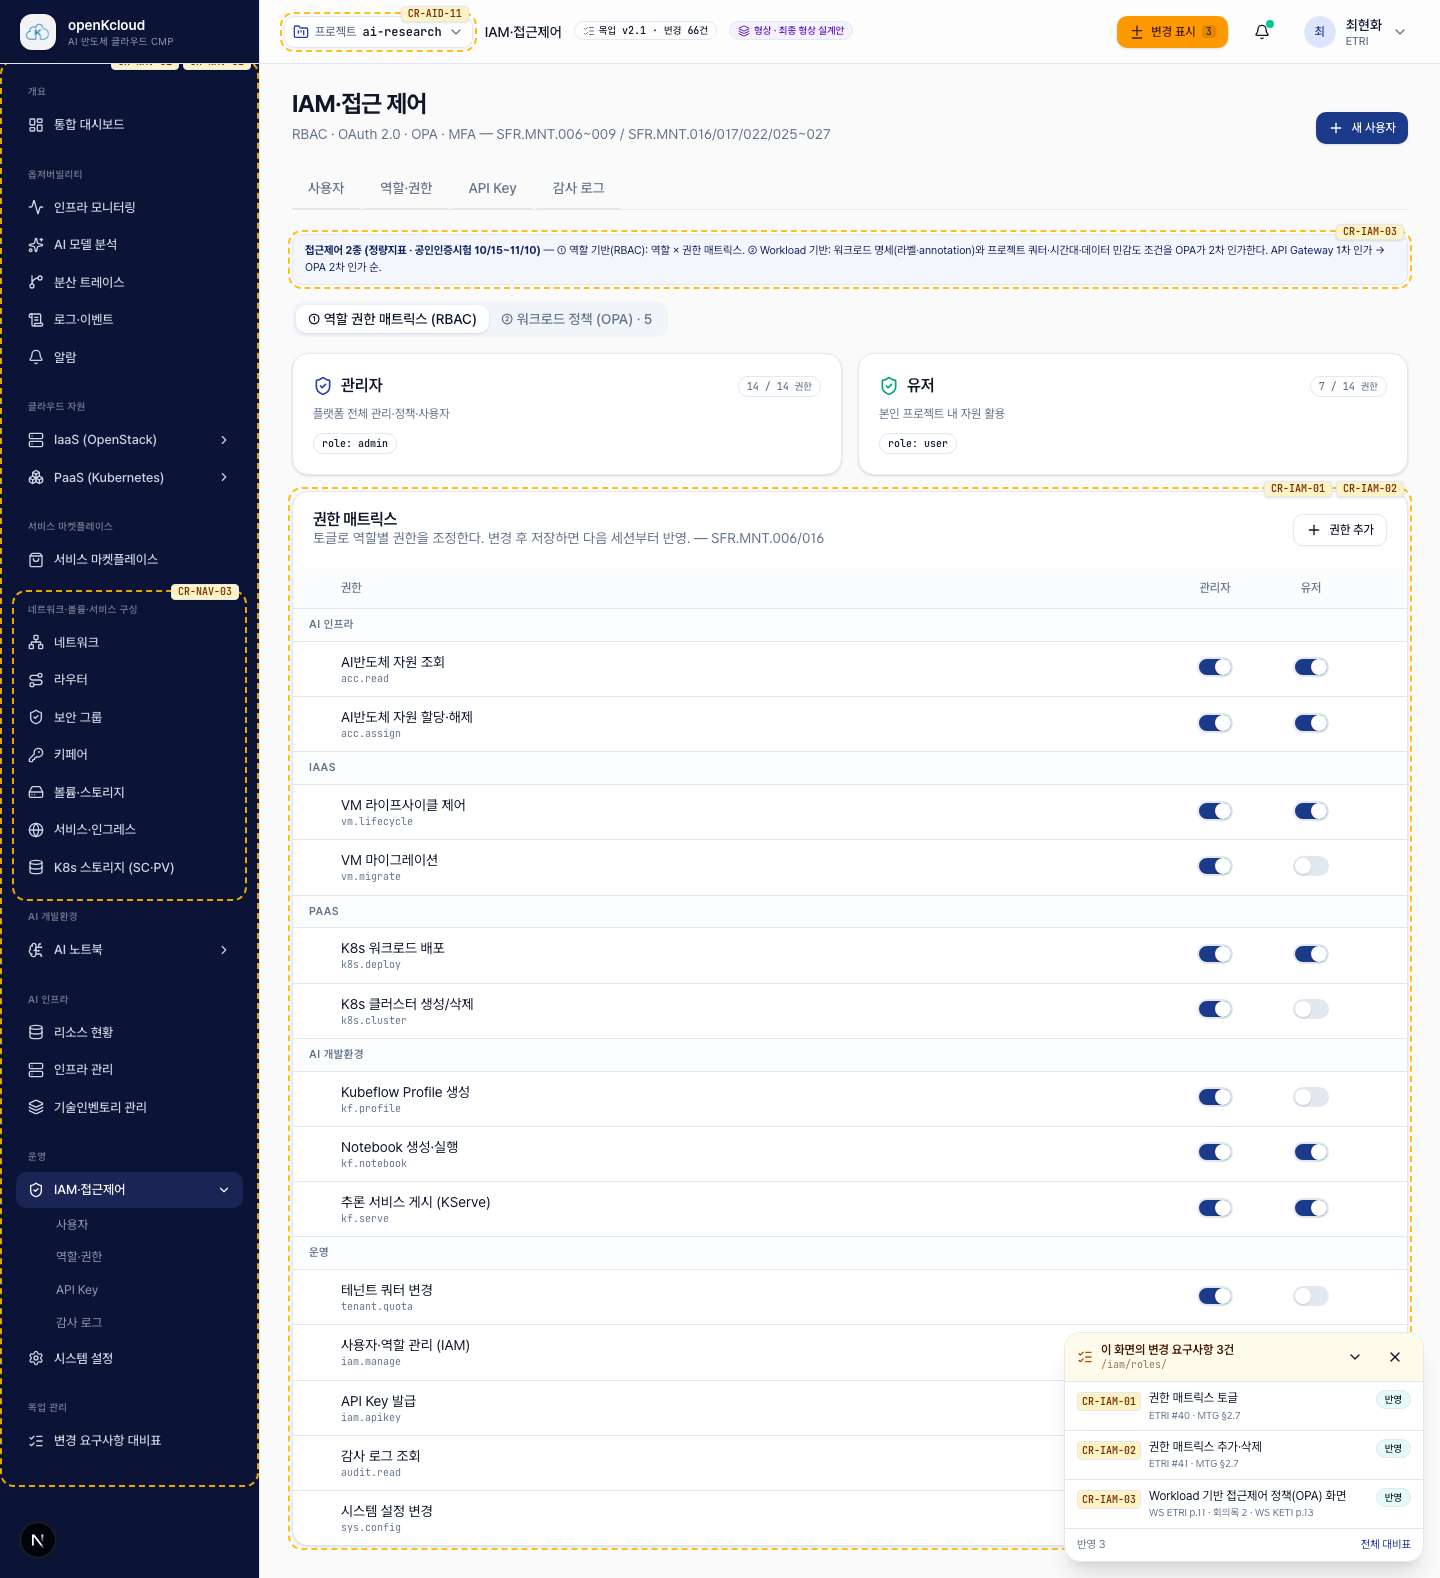 openKcloud
AI 반도체 클라우드 CMP
개요
통합 대시보드
옵저버빌리티
인프라 모니터링
AI 모델 분석
분산 트레이스
로그·이벤트
알람
클라우드 자원
IaaS (OpenStack)
PaaS (Kubernetes)
서비스 마켓플레이스
서비스 마켓플레이스
CR-NAV-03
네트워크·볼륨·서비스 구성
네트워크
라우터
보안 그룹
키페어
볼륨·스토리지
서비스·인그레스
K8s 스토리지 (SC·PV)
AI 개발환경
AI 노트북
AI 인프라
리소스 현황
인프라 관리
기술인벤토리 관리
운영
IAM·접근제어
사용자
역할·권한
API Key
감사 로그
시스템 설정
목업 관리
변경 요구사항 대비표
N
CR-AID-11
프로젝트 ai-research
IAM·접근제어
목업 v2.1 · 변경 66건
형상 · 최종 형상 설계안
변경 표시 3
최
최현화
ETRI
IAM·접근 제어
RBAC · OAuth 2.0 · OPA · MFA — SFR.MNT.006~009 / SFR.MNT.016/017/022/025~027
새 사용자
사용자
역할·권한
API Key
감사 로그
CR-IAM-03
접근제어 2종 (정량지표 · 공인인증시험 10/15~11/10) — ① 역할 기반(RBAC): 역할 × 권한 매트릭스. ② Workload 기반: 워크로드 명세(라벨·annotation)와 프로젝트 쿼터·시간대·데이터 민감도 조건을 OPA가 2차 인가한다. API Gateway 1차 인가 →
OPA 2차 인가 순.
① 역할 권한 매트릭스 (RBAC)
② 워크로드 정책 (OPA) · 5
관리자
14 / 14 권한
플랫폼 전체 관리·정책·사용자
role: admin
유저
7 / 14 권한
본인 프로젝트 내 자원 활용
role: user
CR-IAM-01
CR-IAM-02
권한 매트릭스
토글로 역할별 권한을 조정한다. 변경 후 저장하면 다음 세션부터 반영. — SFR.MNT.006/016
권한 추가
권한 관리자 유저
AI 인프라
AI반도체 자원 조회
acc.read
AI반도체 자원 할당·해제
acc.assign
IAAS
VM 라이프사이클 제어
vm.lifecycle
VM 마이그레이션
vm.migrate
PAAS
K8s 워크로드 배포
k8s.deploy
K8s 클러스터 생성/삭제
k8s.cluster
AI 개발환경
Kubeflow Profile 생성
kf.profile
Notebook 생성·실행
kf.notebook
추론 서비스 게시 (KServe)
kf.serve
운영
테넌트 쿼터 변경
tenant.quota
사용자·역할 관리 (IAM)
iam.manage
API Key 발급
iam.apikey
감사 로그 조회
audit.read
시스템 설정 변경
sys.config
이 화면의 변경 요구사항 3건
/iam/roles/
CR-IAM-01
권한 매트릭스 토글
반영
ETRI #40 · MTG §2.7
CR-IAM-02
권한 매트릭스 추가·삭제
반영
ETRI #41 · MTG §2.7
CR-IAM-03
Workload 기반 접근제어 정책(OPA) 화면
반영
WS ETRI p.11 · 회의록 2 · WS KETI p.13
반영 3
전체 대비표